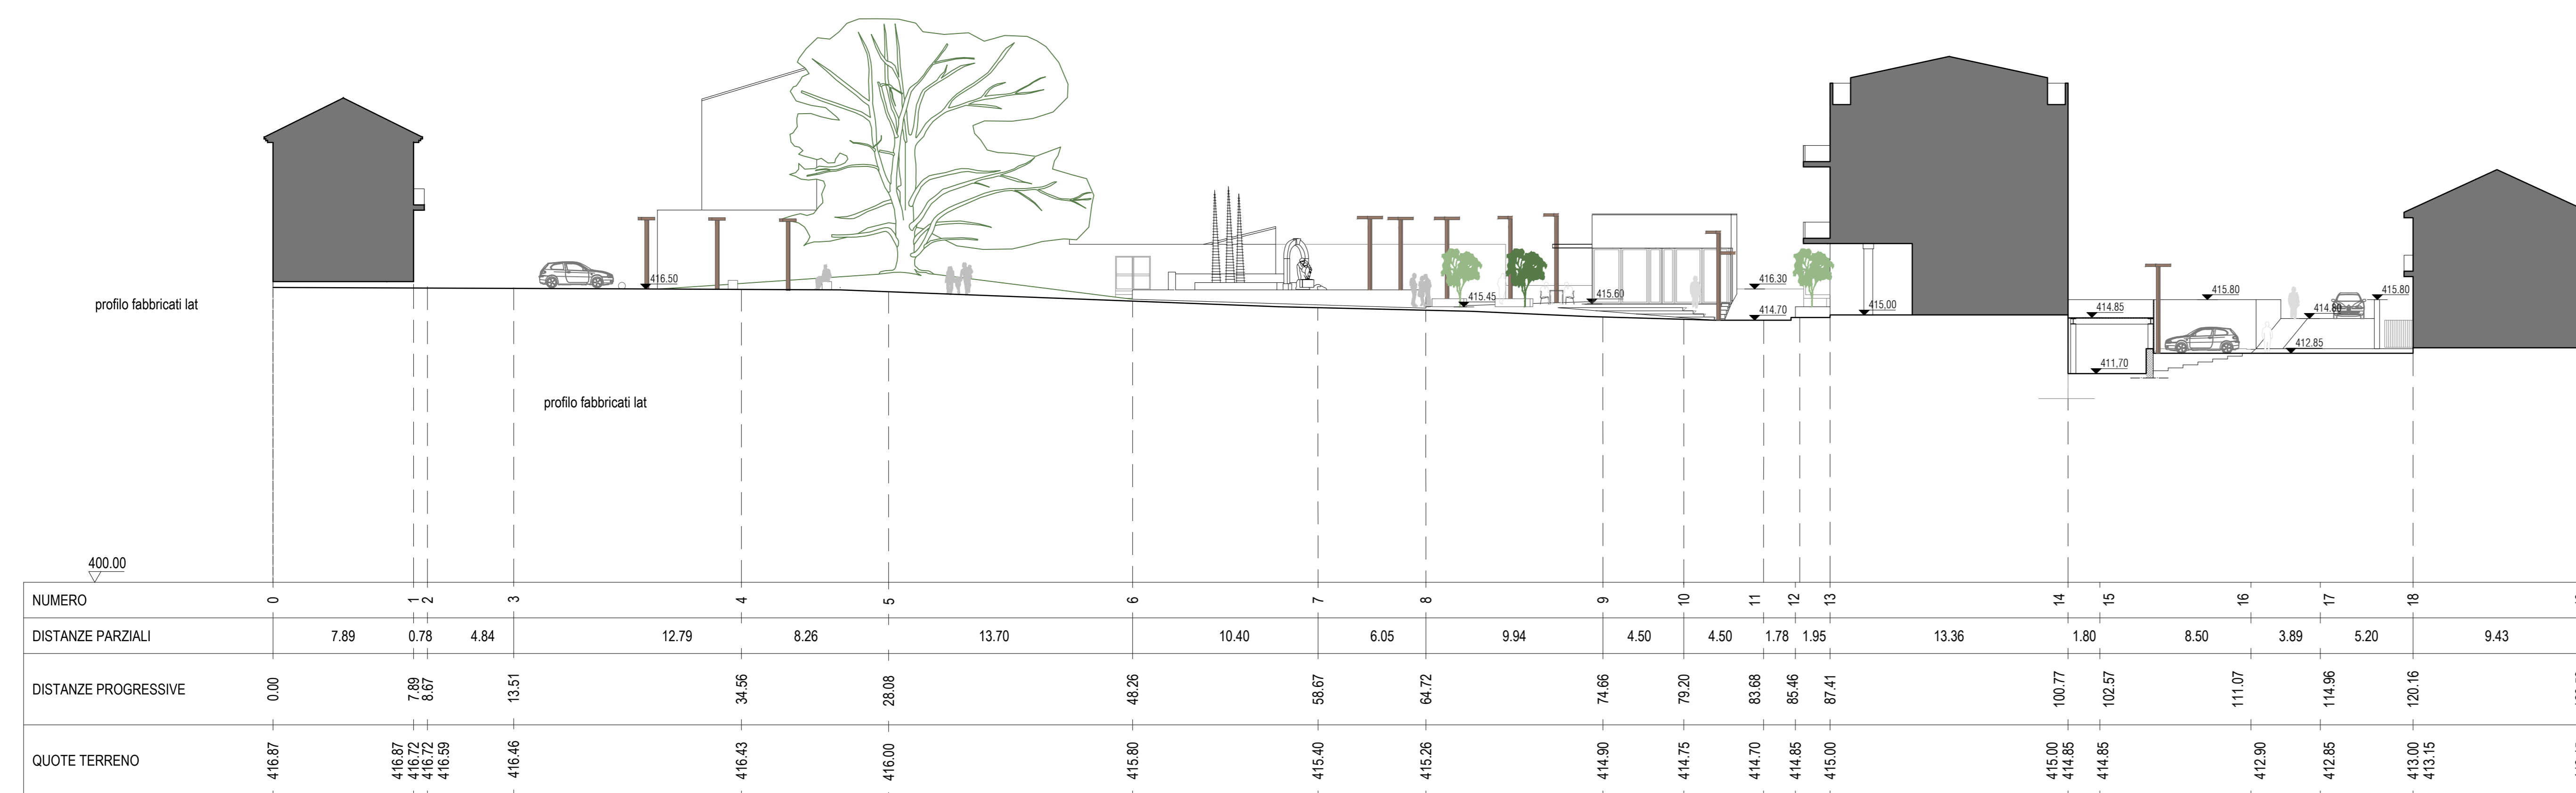 416.50
415.45
415.60
416.30
414.70
415.00
414.85
415.80
414.80
415.80
412.85
411,70
profilo fabbricati lat
profilo fabbricati lat
400.00
NUMERO 0 1 2 3 4 5 6 7 8 9 10 11 12 13 14 15 16 17 18
DISTANZE PARZIALI 7.89 0.78 4.84 12.79 8.26 13.70 10.40 6.05 9.94 4.50 4.50 1.78 1.95 13.36 1.80 8.50 3.89 5.20 9.43
DISTANZE PROGRESSIVE 0.00 7.89 8.67 13.51 34.56 28.08 48.26 58.67 64.72 74.66 79.20 83.68 85.46 87.41 100.77 102.57 111.07 114.96 120.16
QUOTE TERRENO 416.87 416.87 416.72 416.72 416.59 416.46 416.43 416.00 415.80 415.40 415.26 414.90 414.75 414.70 414.85 415.00 415.00 414.85 414.85 412.90 412.85 413.00 413.15